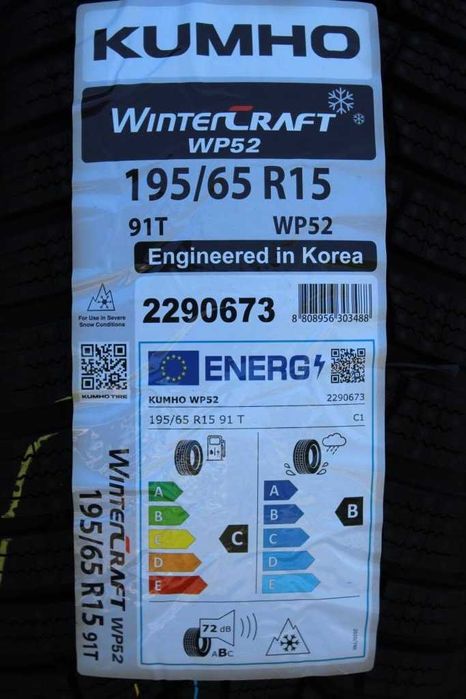 KUMHO
WINTERCRAFT
WP52
195/65 R15
91T WP52
Engineered in Korea
For Use in Severe
Snow Conditions
2290673
8 808956 303488
KUMHO TIRE
ENERG
KUMHO WP52 2290673
195/65 R15 91 T C1
A A
B B B
C C C
D D
E E
72 dB
ABC
WINTERCRAFT WP52
195/65 R15 91T